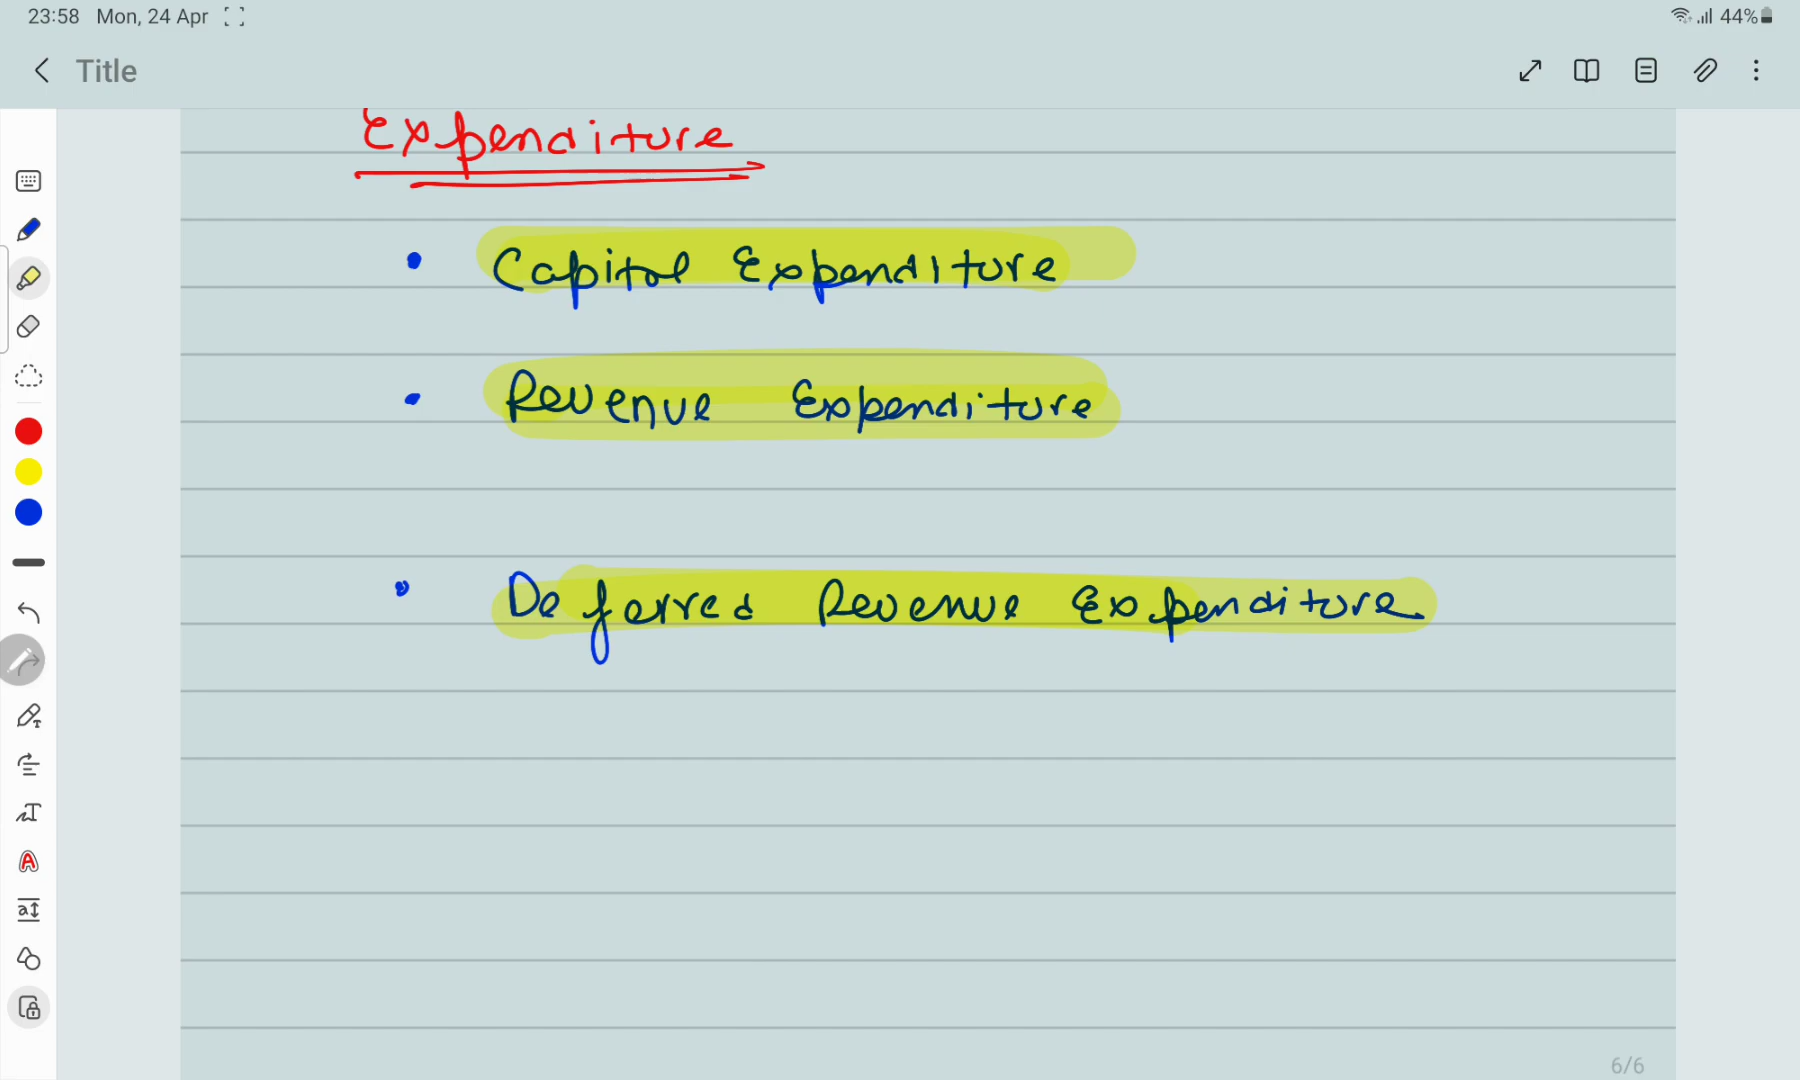 23:58 Mon, 24 Apr 44%
Title
Expenditure
• Capital Expenditure
• Revenue Expenditure
• Deferred Revenue Expenditure.
6/6